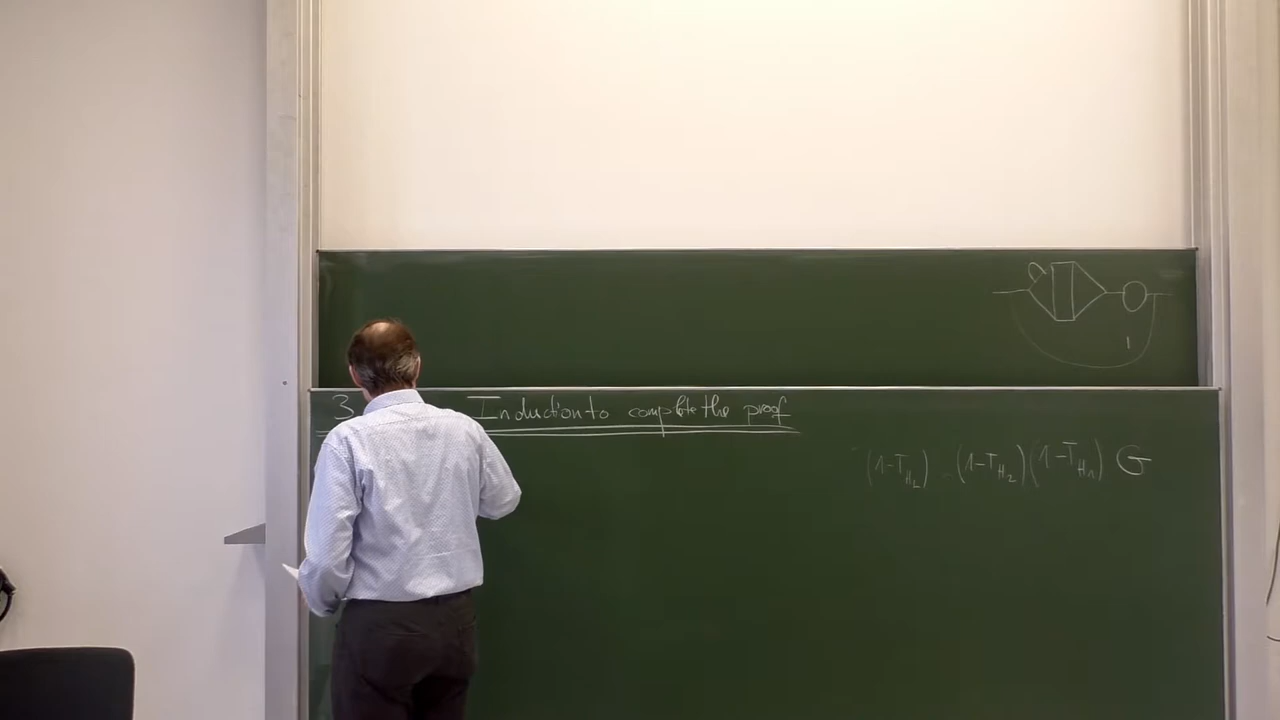 1
3 Induction to complete the proof
(1-T_{H_L}) .. (1-T_{H_2})(1-T_{H_1}) G